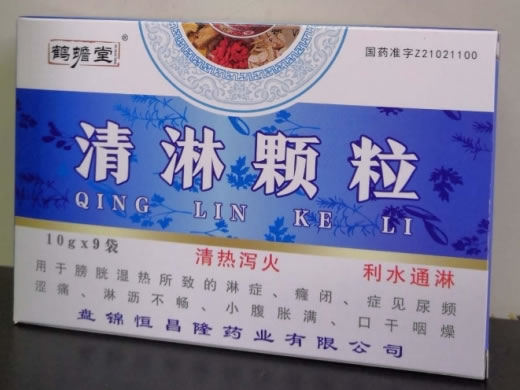 鹤蟾堂®
国药准字Z21021100
清淋颗粒
QING LIN KE LI
10g×9袋
清热泻火 利水通淋
用于膀胱湿热所致的淋症、癃闭、症见尿频
涩痛、淋沥不畅、小腹胀满、口干咽燥
盘锦恒昌隆药业有限公司